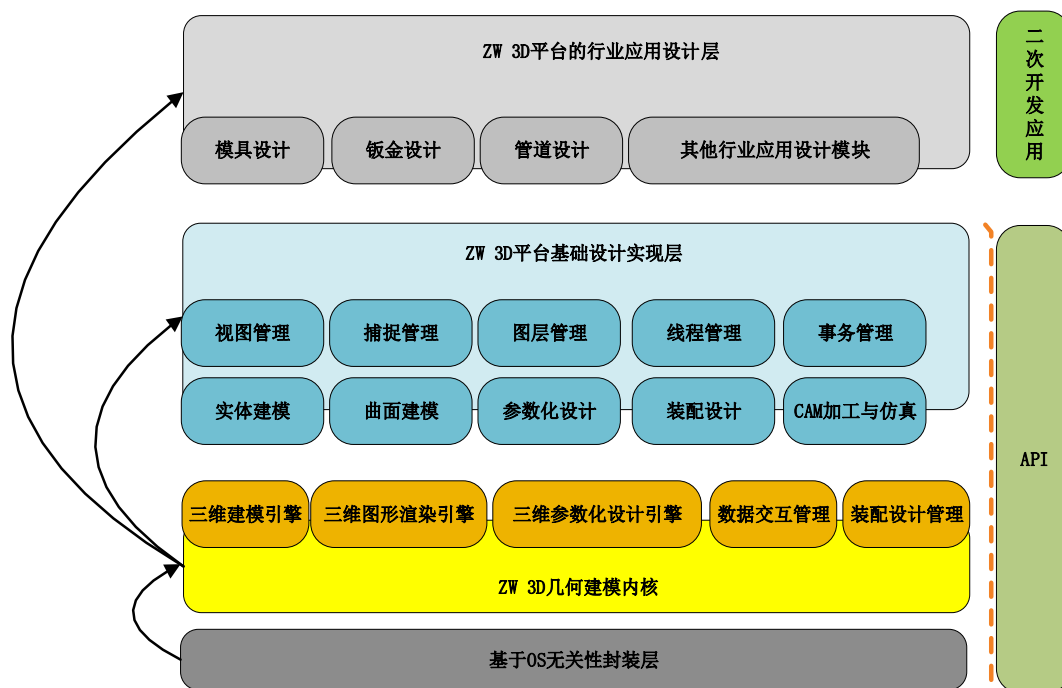 ZW 3D平台的行业应用设计层
模具设计
钣金设计
管道设计
其他行业应用设计模块
二次开发应用
ZW 3D平台基础设计实现层
视图管理
捕捉管理
图层管理
线程管理
事务管理
实体建模
曲面建模
参数化设计
装配设计
CAM加工与仿真
API
三维建模引擎
三维图形渲染引擎
三维参数化设计引擎
数据交互管理
装配设计管理
ZW 3D几何建模内核
基于OS无关性封装层